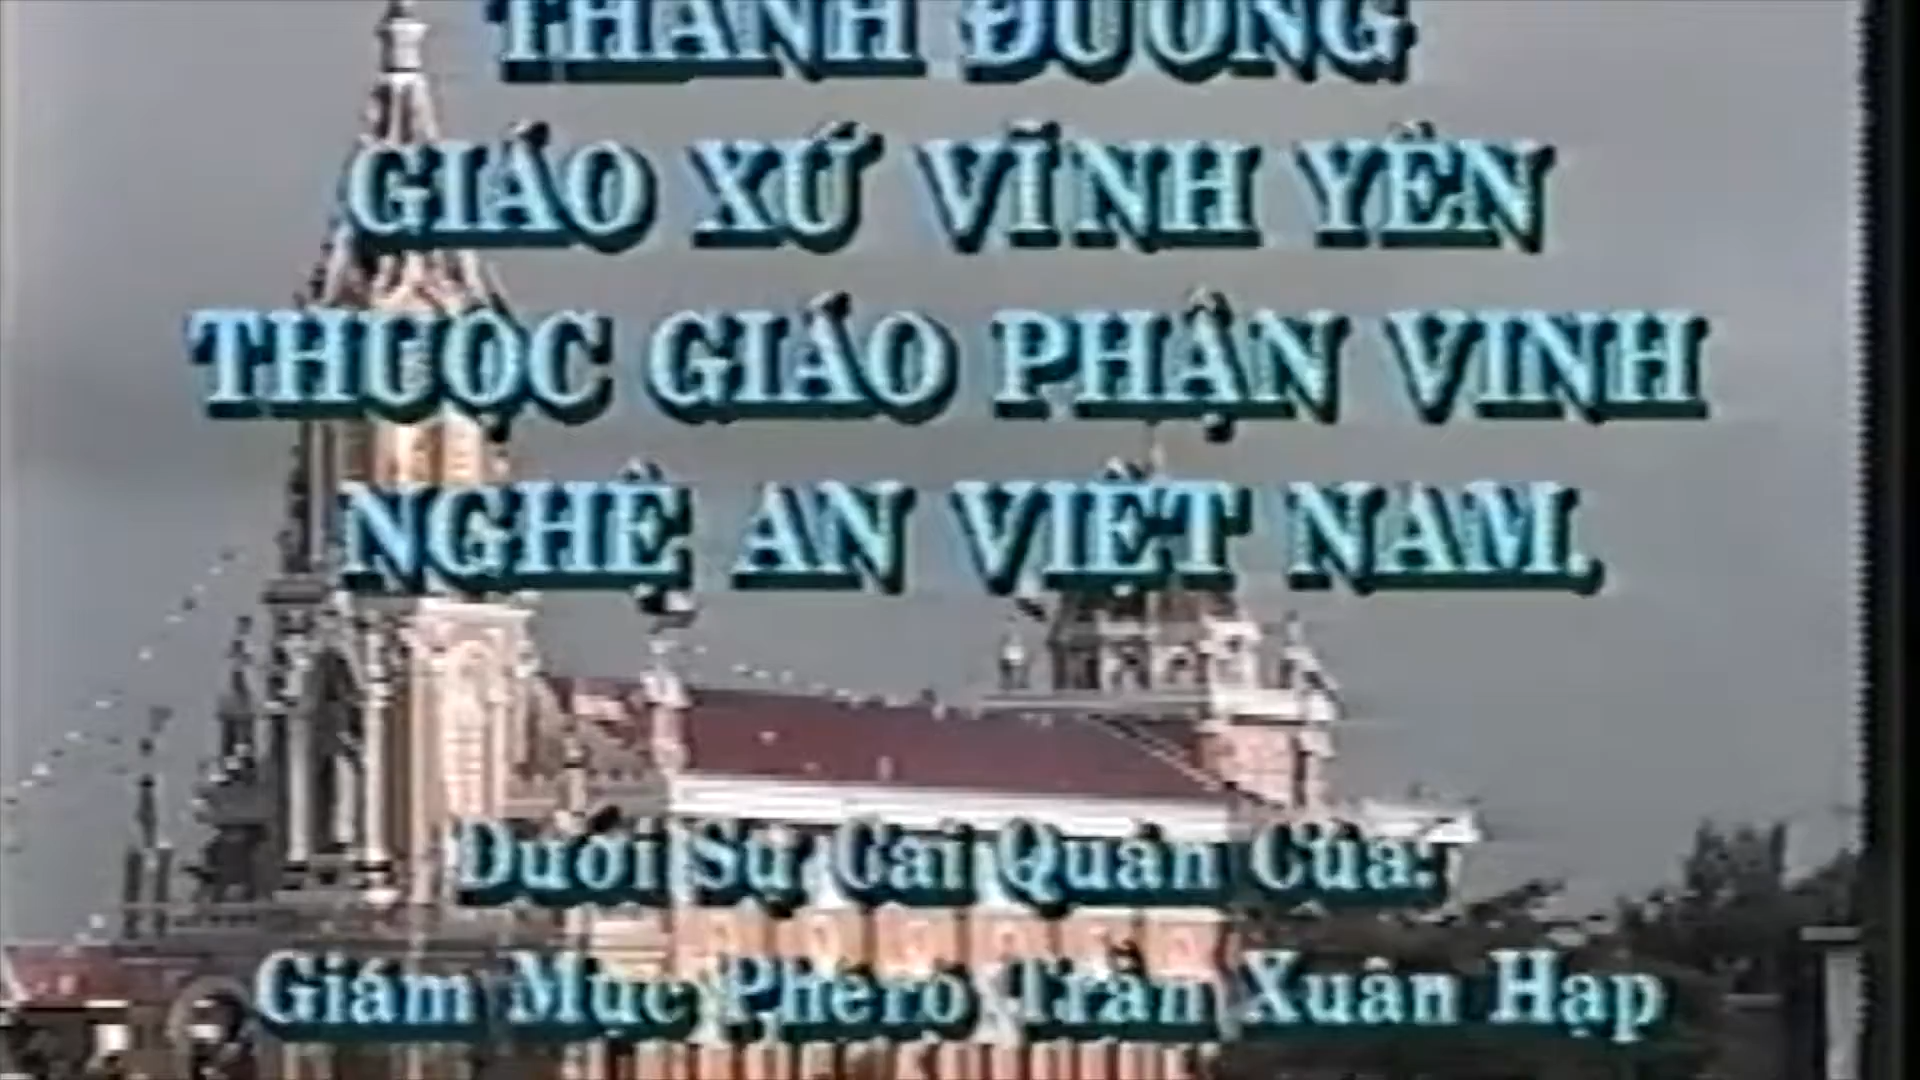 THÁNH ĐƯỜNG
GIÁO XỨ VĨNH YÊN
THUỘC GIÁO PHẬN VINH
NGHỆ AN VIỆT NAM.
Dưới Sự Cai Quản Của:
Giám Mục Phêrô Trần Xuân Hạp